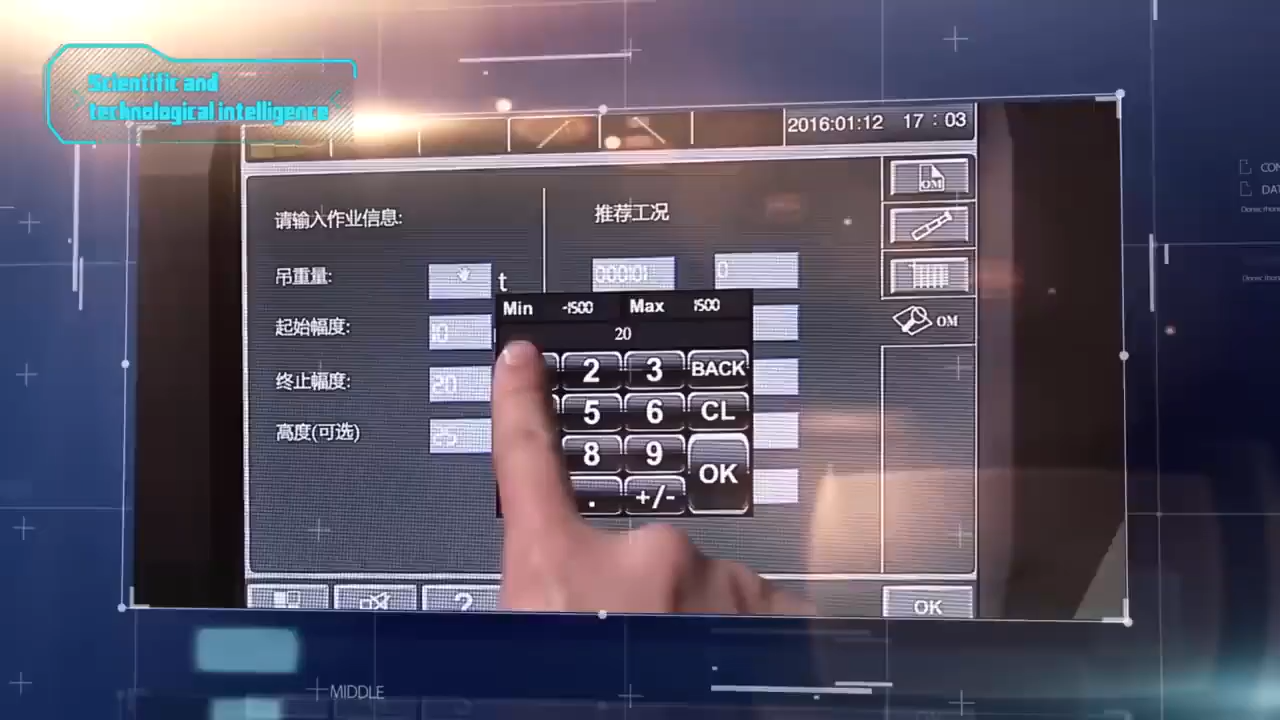 Scientific and
technological intelligence
2016:01:12 17:03
OM
请输入作业信息:
推荐工况
吊重量:
t
0
起始幅度:
10
终止幅度:
20
高度(可选)
Min -1500 Max 1500
20
2 3 BACK
5 6 CL
8 9 OK
. +/-
OM
?
OK
MIDDLE